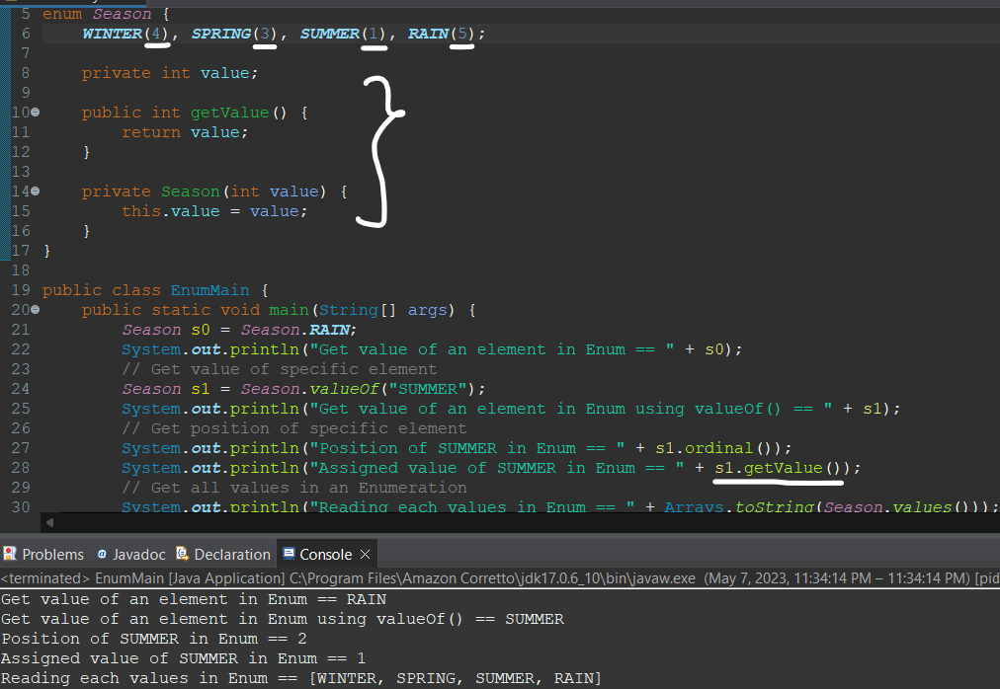 5 enum Season {
6 WINTER(4), SPRING(3), SUMMER(1), RAIN(5);
7
8 private int value;
9
10 public int getValue() {
11 return value;
12 }
13
14 private Season(int value) {
15 this.value = value;
16 }
17 }
18
19 public class EnumMain {
20 public static void main(String[] args) {
21 Season s0 = Season.RAIN;
22 System.out.println("Get value of an element in Enum == " + s0);
23 // Get value of specific element
24 Season s1 = Season.valueOf("SUMMER");
25 System.out.println("Get value of an element in Enum using valueOf() == " + s1);
26 // Get position of specific element
27 System.out.println("Position of SUMMER in Enum == " + s1.ordinal());
28 System.out.println("Assigned value of SUMMER in Enum == " + s1.getValue());
29 // Get all values in an Enumeration
30 System.out.println("Reading each values in Enum == " + Arrays.toString(Season.values()));
Problems Javadoc Declaration Console
<terminated> EnumMain [Java Application] C:\Program Files\Amazon Corretto\jdk17.0.6_10\bin\javaw.exe (May 7, 2023, 11:34:14 PM – 11:34:14 PM) [pid
Get value of an element in Enum == RAIN
Get value of an element in Enum using valueOf() == SUMMER
Position of SUMMER in Enum == 2
Assigned value of SUMMER in Enum == 1
Reading each values in Enum == [WINTER, SPRING, SUMMER, RAIN]